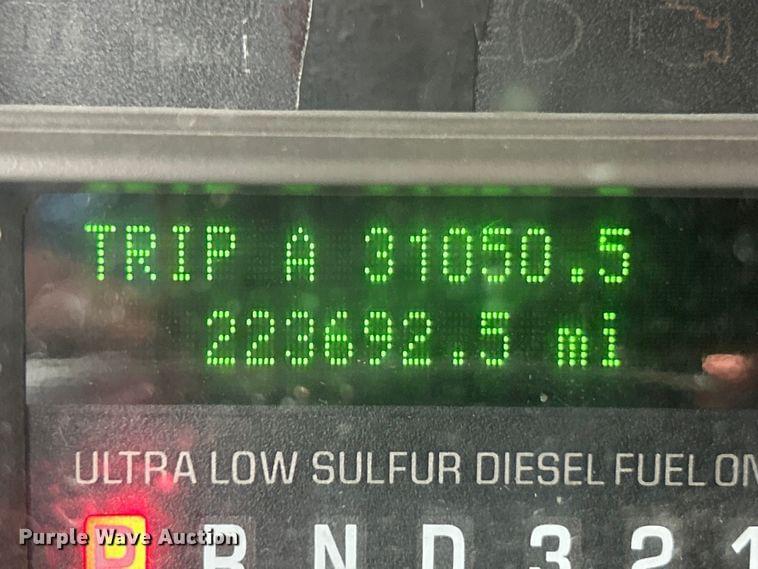 TRIP A 31050.5
223692.5 mi
ULTRA LOW SULFUR DIESEL FUEL ON
P R N D 3 2 1
Purple Wave Auction